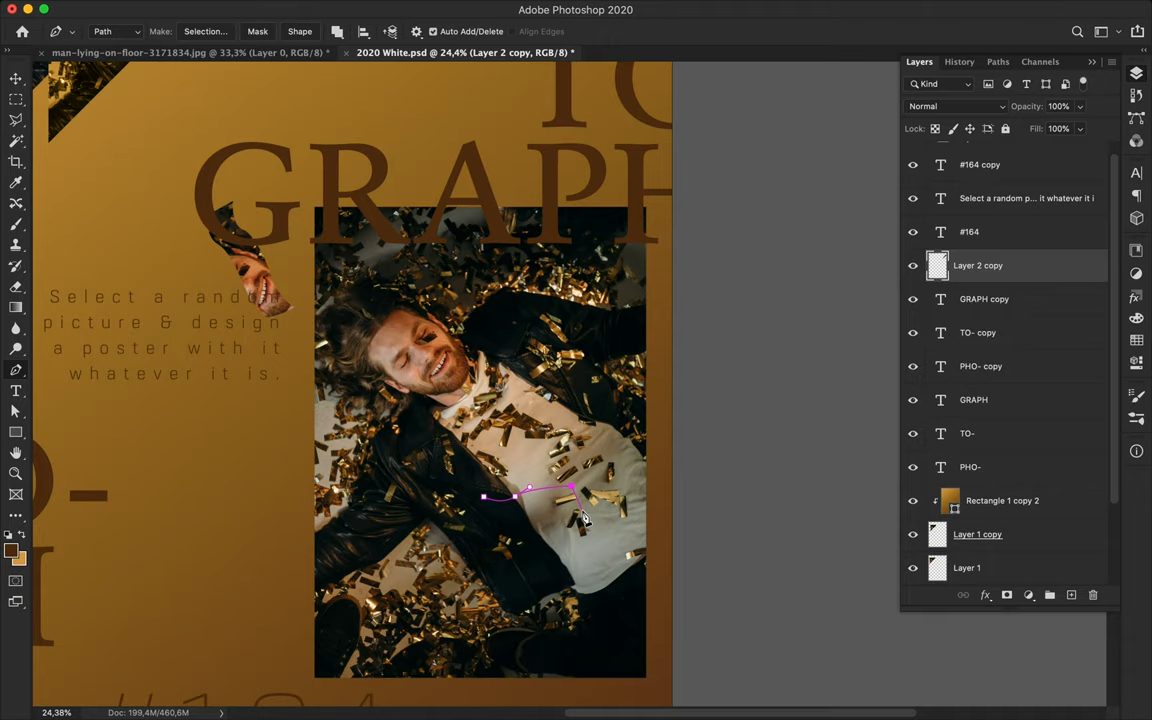 Adobe Photoshop 2020
Path
Make:
Selection...
Mask
Shape
Auto Add/Delete
Align Edges
man-lying-on-floor-3171834.jpg @ 33,3% (Layer 0, RGB/8) *
2020 White.psd @ 24,4% (Layer 2 copy, RGB/8) *
Layers
History
Paths
Channels
Kind
Normal
Opacity: 100%
Lock:
Fill: 100%
#164 copy
Select a random p... it whatever it i
#164
Layer 2 copy
GRAPH copy
TO- copy
PHO- copy
GRAPH
TO-
PHO-
Rectangle 1 copy 2
Layer 1 copy
Layer 1
GRAPH
Select a random
picture & design
a poster with it
whatever it is.
24,38%
Doc: 199,4M/460,6M